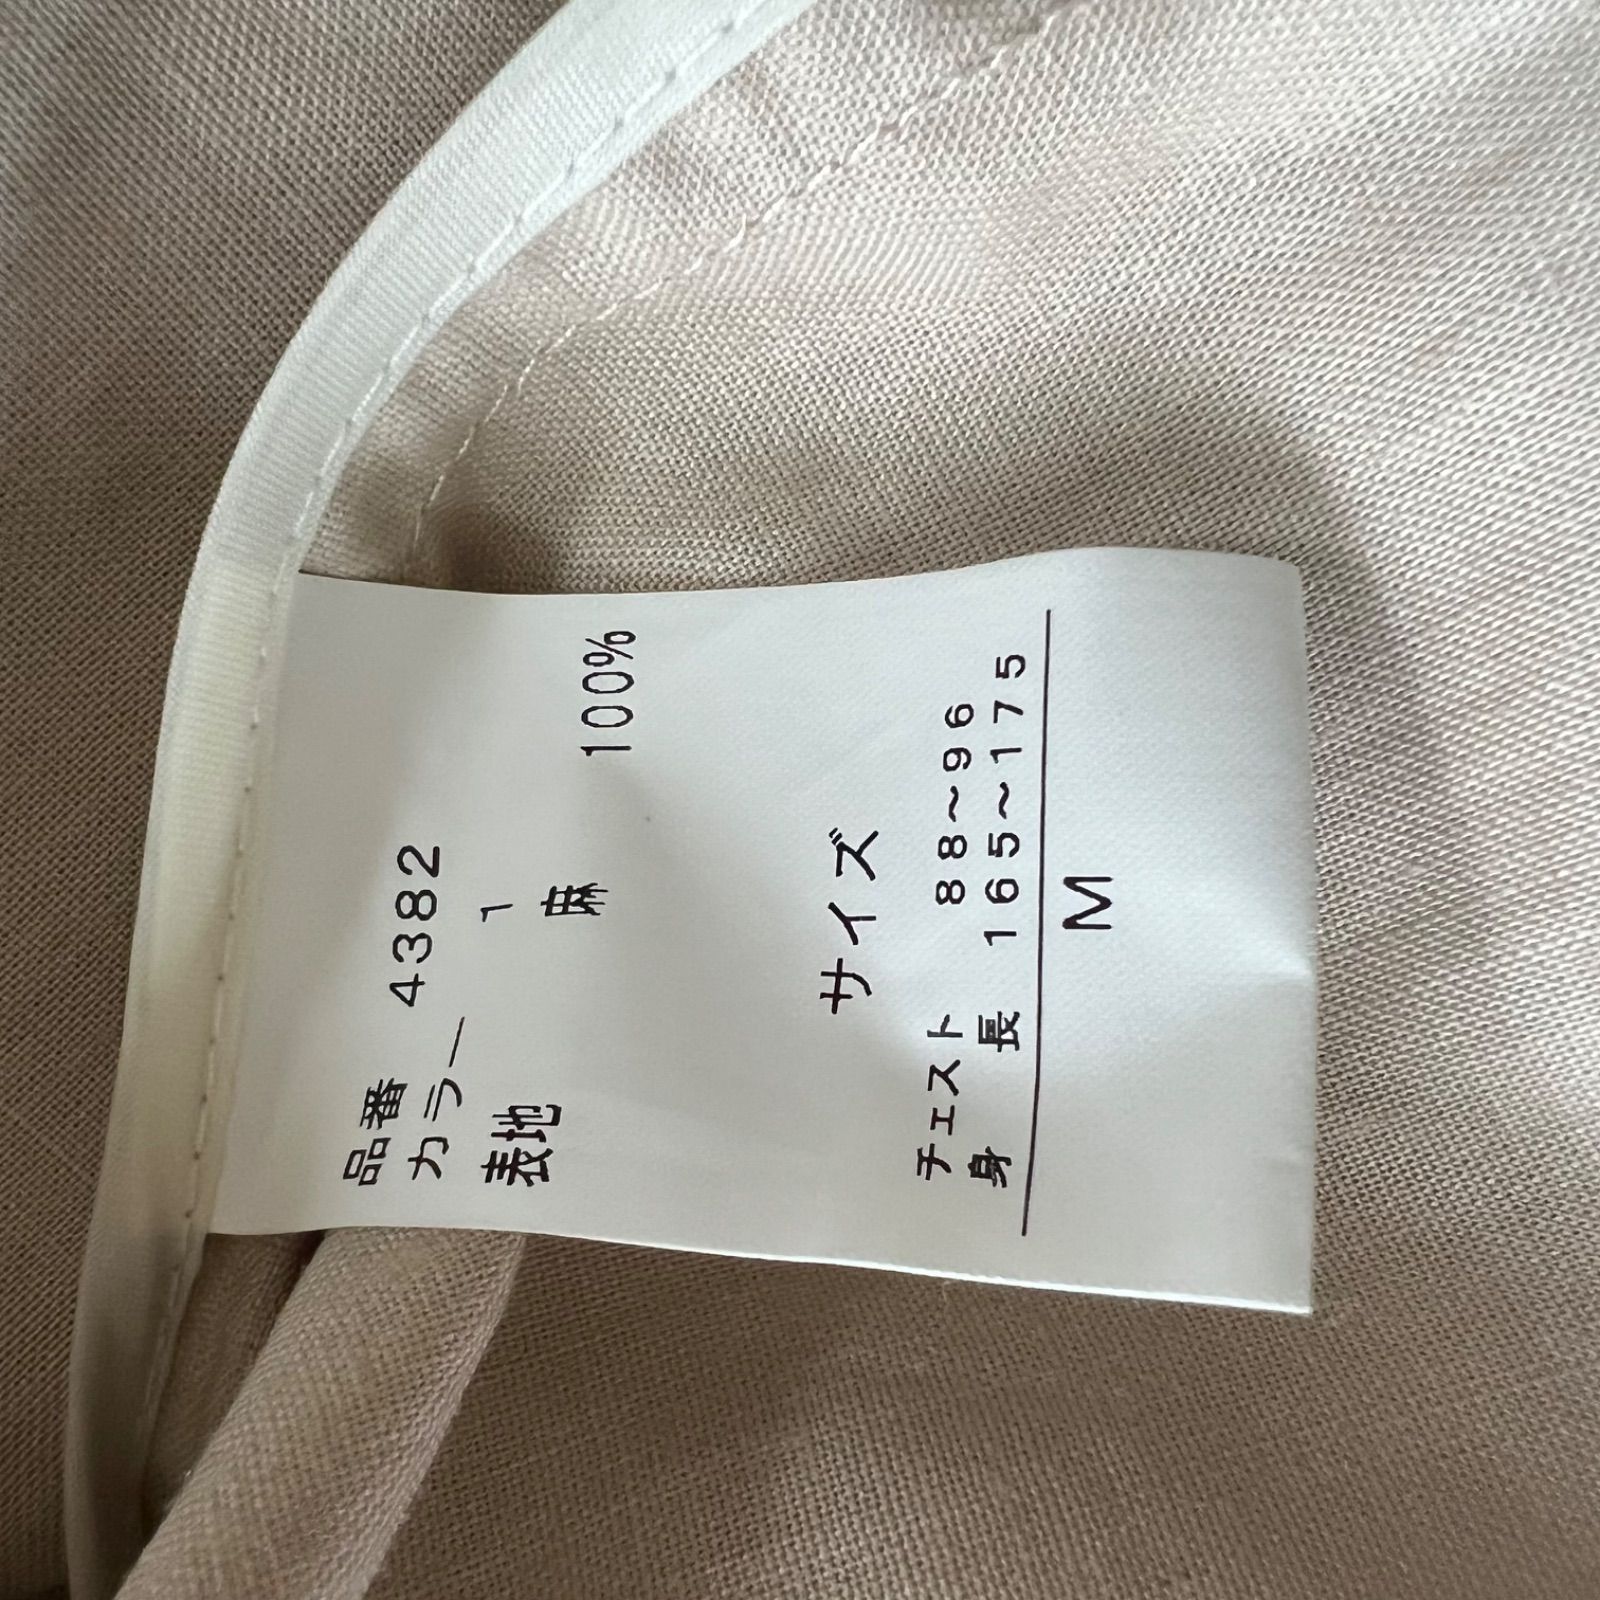 品番 4382
カラー 1
表地 麻 100%
サイズ
チェスト 88~96
身長 165~175
M